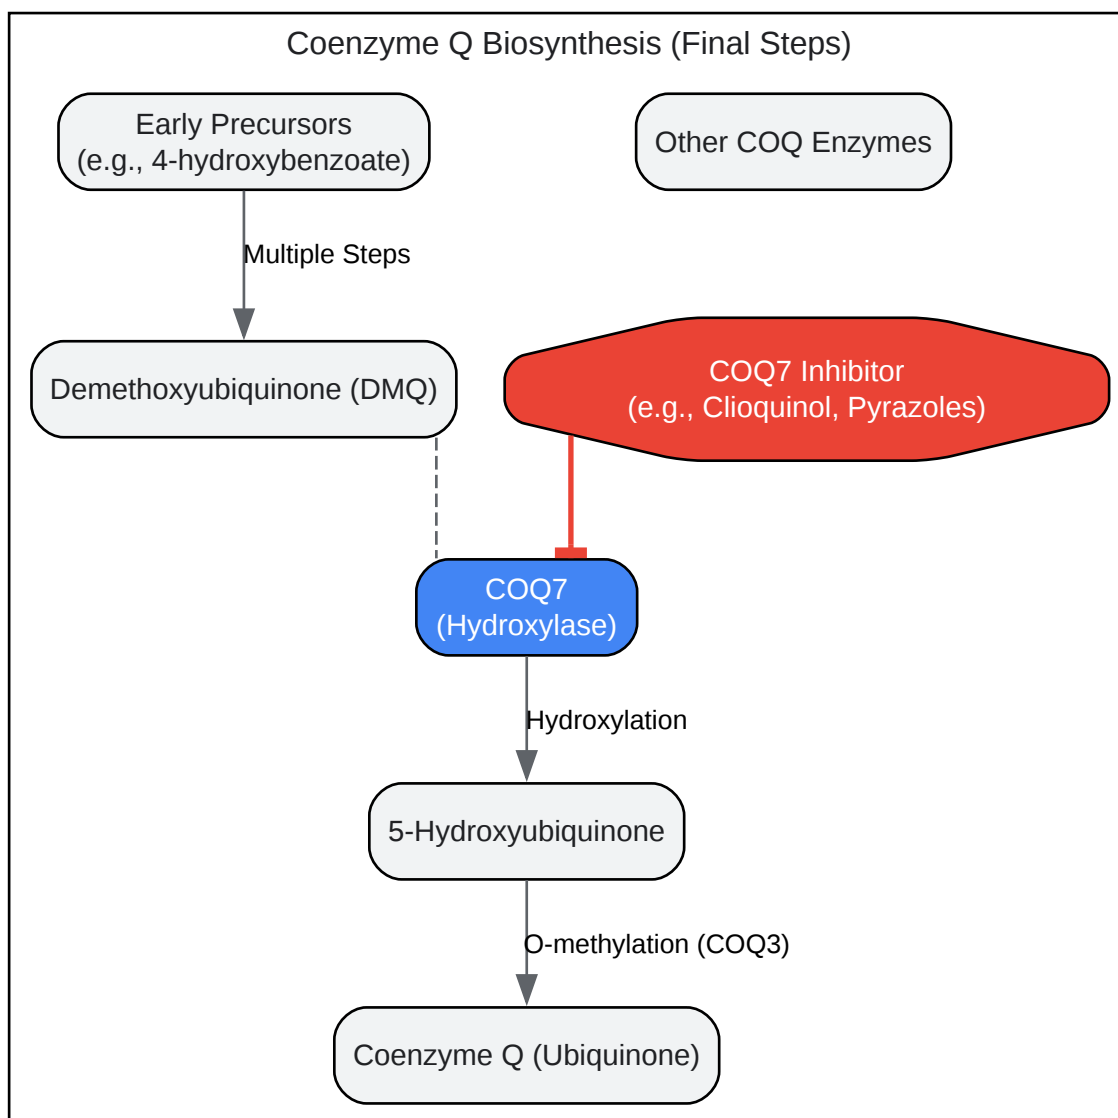 Coenzyme Q Biosynthesis (Final Steps)
Early Precursors
(e.g., 4-hydroxybenzoate)
Other COQ Enzymes
Multiple Steps
Demethoxyubiquinone (DMQ)
COQ7 Inhibitor
(e.g., Clioquinol, Pyrazoles)
COQ7
(Hydroxylase)
Hydroxylation
5-Hydroxyubiquinone
O-methylation (COQ3)
Coenzyme Q (Ubiquinone)